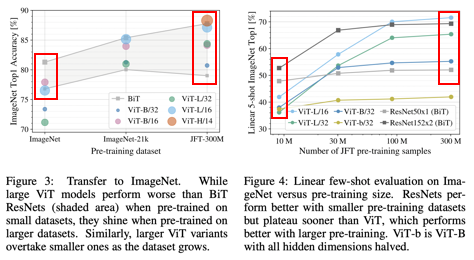 ImageNet Top1 Accuracy [%]
90
85
80
75
70
ImageNet
ImageNet-21k
JFT-300M
Pre-training dataset
BiT
ViT-B/32
ViT-B/16
ViT-L/32
ViT-L/16
ViT-H/14
Figure 3: Transfer to ImageNet. While
large ViT models perform worse than BiT
ResNets (shaded area) when pre-trained on
small datasets, they shine when pre-trained on
larger datasets. Similarly, larger ViT variants
overtake smaller ones as the dataset grows.
Linear 5-shot ImageNet Top1 [%]
70
60
50
40
30
10 M
30 M
100 M
300 M
Number of JFT pre-training samples
ViT-L/16
ViT-L/32
ViT-B/16
ViT-B/32
ViT-b/32
ResNet50x1 (BiT)
ResNet152x2 (BiT)
Figure 4: Linear few-shot evaluation on Ima-
geNet versus pre-training size. ResNets per-
form better with smaller pre-training datasets
but plateau sooner than ViT, which performs
better with larger pre-training. ViT-b is ViT-B
with all hidden dimensions halved.